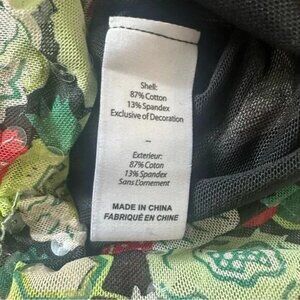 Shell:
87% Cotton
13% Spandex
Exclusive of Decoration
–
Exterieur:
87% Coton
13% Spandex
Sans L'ornement
MADE IN CHINA
FABRIQUÉ EN CHINE